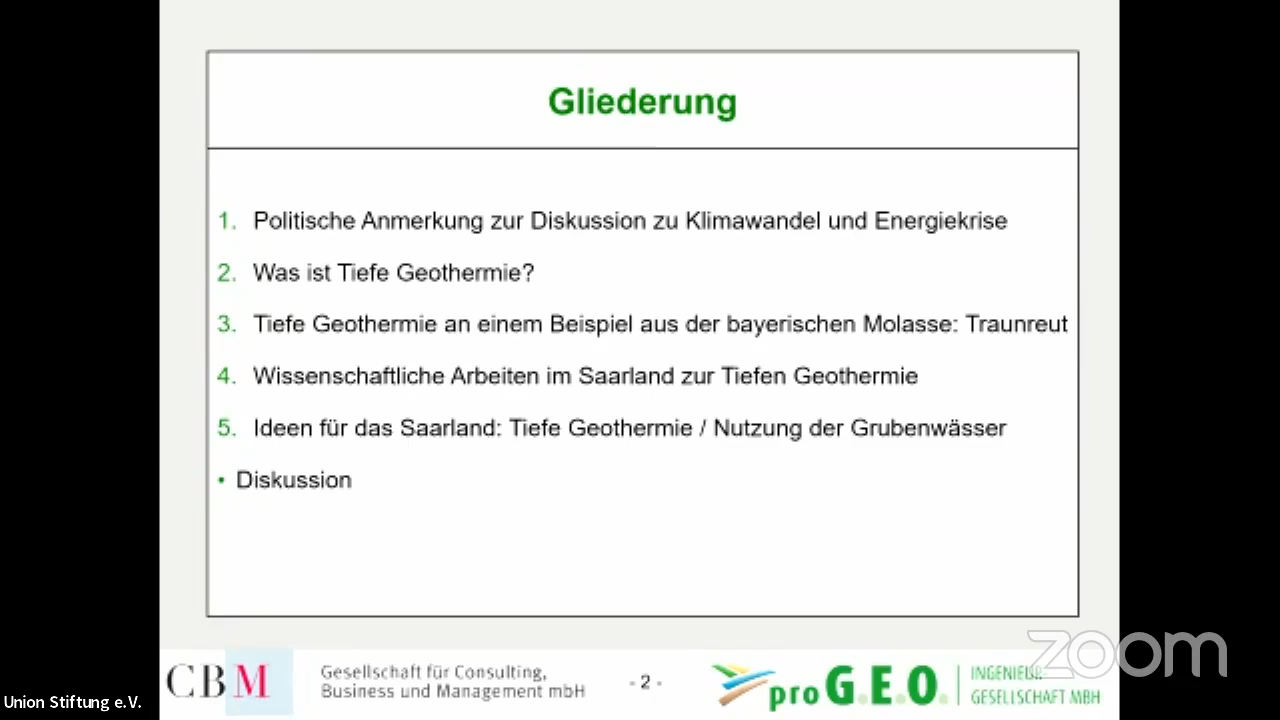 Gliederung
1. Politische Anmerkung zur Diskussion zu Klimawandel und Energiekrise
2. Was ist Tiefe Geothermie?
3. Tiefe Geothermie an einem Beispiel aus der bayerischen Molasse: Traunreut
4. Wissenschaftliche Arbeiten im Saarland zur Tiefen Geothermie
5. Ideen für das Saarland: Tiefe Geothermie / Nutzung der Grubenwässer
• Diskussion
CBM
Gesellschaft für Consulting,
Business und Management mbH
- 2 -
pro G.E.O.
INGENIEUR
GESELLSCHAFT MBH
zoom
Union Stiftung e.V.